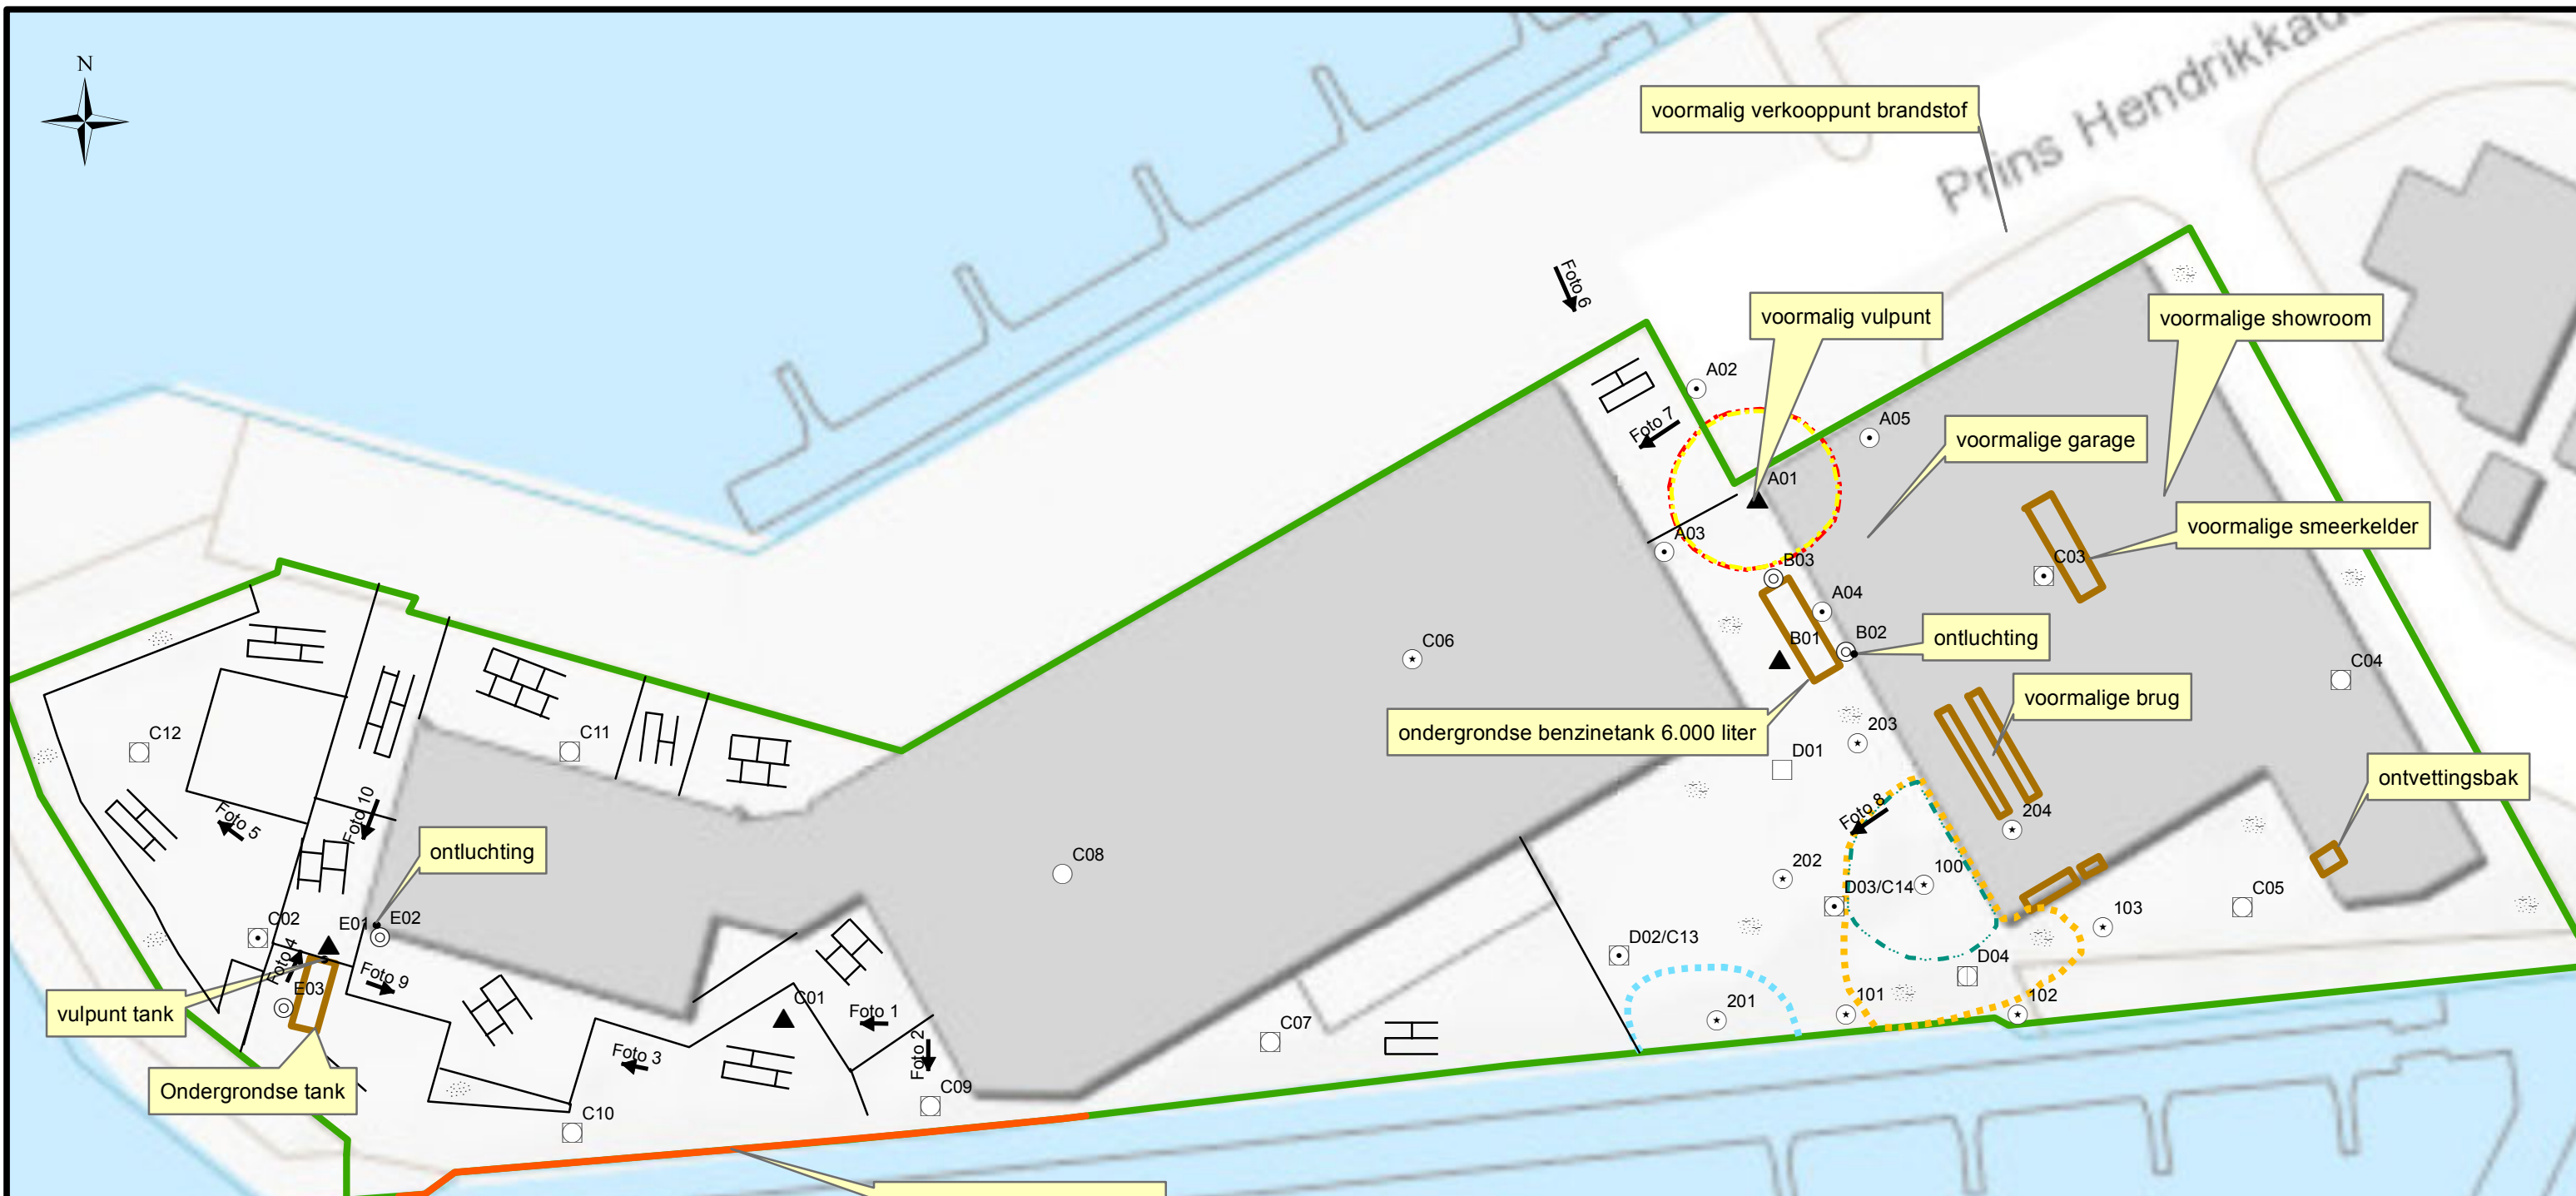 N
voormalig verkooppunt brandstof
Prins Hendrikkade
Foto 6
voormalig vulpunt
voormalige showroom
A02
Foto 7
A05
voormalige garage
A01
voormalige smeerkelder
A03
B03
C03
A04
B01
B02
ontluchting
C06
C04
voormalige brug
ondergrondse benzinetank 6.000 liter
203
D01
C12
C11
ontvettingsbak
Foto 5
Foto 10
Foto 8
204
ontluchting
C08
202
100
D03/C14
C05
103
C02
E01
E02
D02/C13
D04
Foto 4
Foto 9
E03
C01
Foto 1
101
102
201
vulpunt tank
C07
Foto 3
Foto 2
Ondergrondse tank
C09
C10